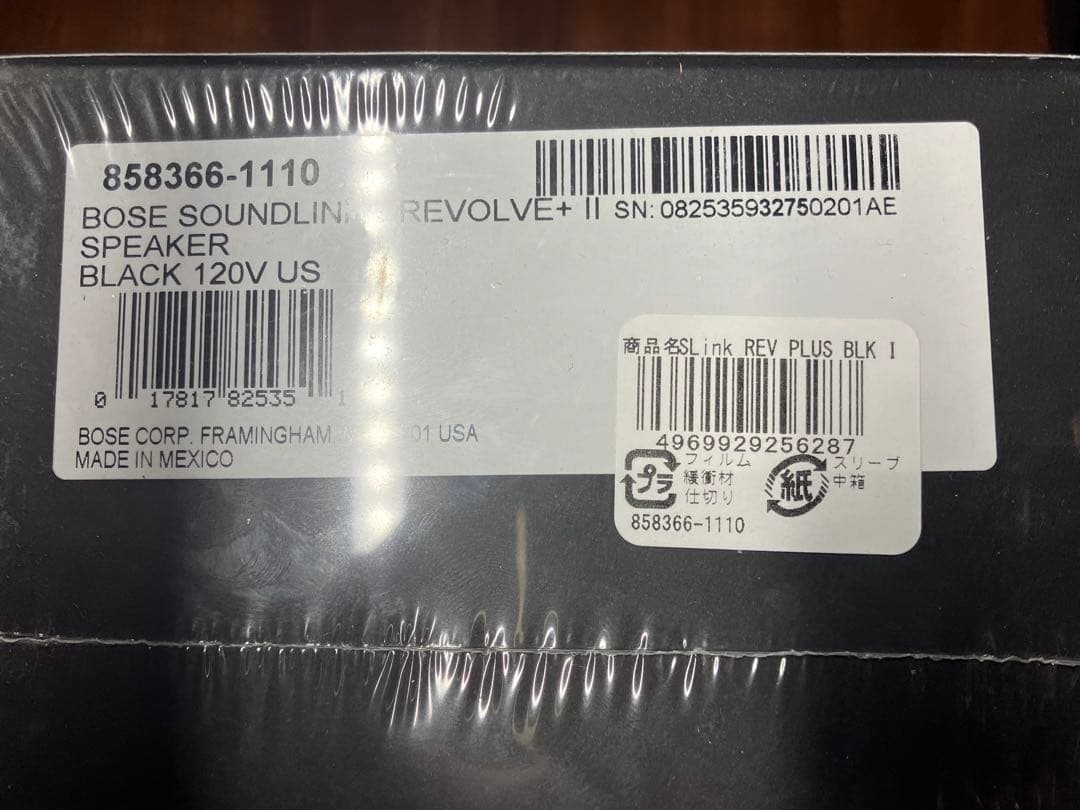 858366-1110
BOSE SOUNDLIN REVOLVE+ II SN: 082535932750201AE
SPEAKER
BLACK 120V US
0 17817 82535 1
BOSE CORP. FRAMINGHAM, 01 USA
MADE IN MEXICO
商品名SLink REV PLUS BLK I
4969929256287
プラ
フィルム
緩衝材
仕切り
紙
スリーブ
中箱
858366-1110